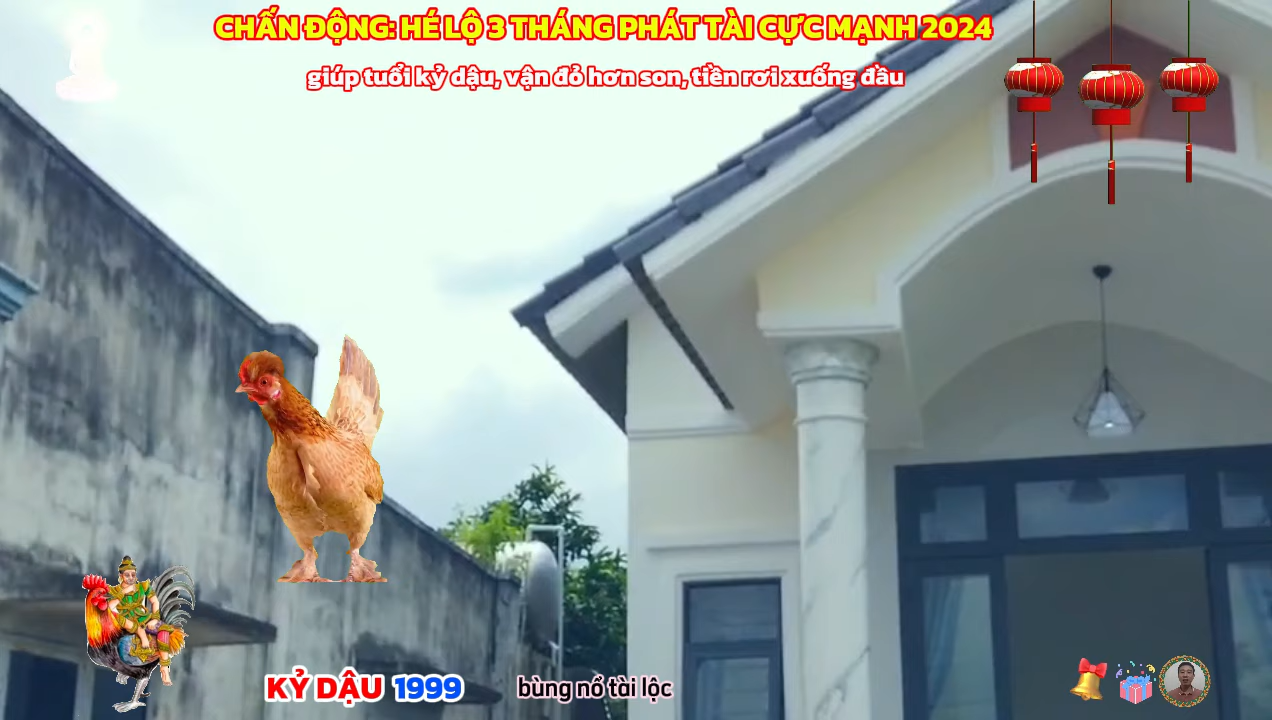 CHẤN ĐỘNG: HÉ LỘ 3 THÁNG PHÁT TÀI CỰC MẠNH 2024
giúp tuổi kỷ dậu, vận đỏ hơn son, tiền rơi xuống đầu
KỶ DẬU 1999 bùng nổ tài lộc